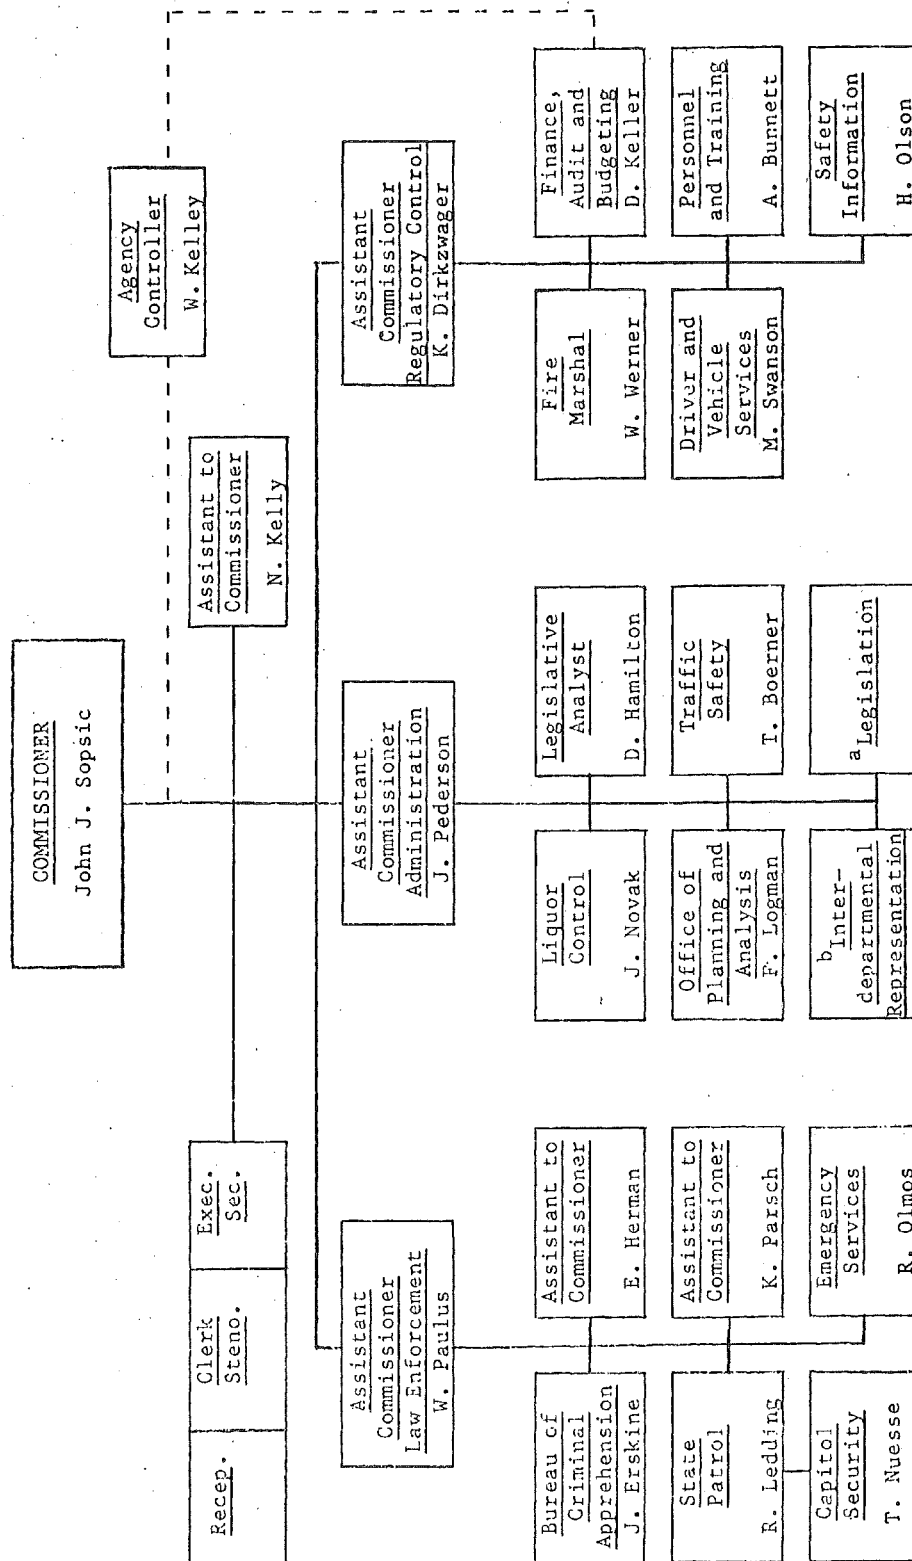 COMMISSIONER
John J. Sopsic
Agency
Controller
W. Kelley
Recep.
Clerk
Steno.
Exec.
Sec.
Assistant to
Commissioner
N. Kelly
Assistant
Commissioner
Law Enforcement
W. Paulus
Assistant
Commissioner
Administration
J. Pederson
Assistant
Commissioner
Regulatory Control
K. Dirkzwager
Bureau of
Criminal
Apprehension
J. Erskine
Assistant to
Commissioner
E. Herman
Liquor
Control
J. Novak
Legislative
Analyst
D. Hamilton
Fire
Marshal
W. Werner
Finance,
Audit and
Budgeting
D. Keller
State
Patrol
R. Ledding
Assistant to
Commissioner
K. Parsch
Office of
Planning and
Analysis
F. Logman
Traffic
Safety
T. Boerner
Driver and
Vehicle
Services
M. Swanson
Personnel
and Training
A. Bunnett
Capitol
Security
T. Nuesse
Emergency
Services
R. Olmos
b Inter-
departmental
Representation
a Legislation
Safety
Information
H. Olson